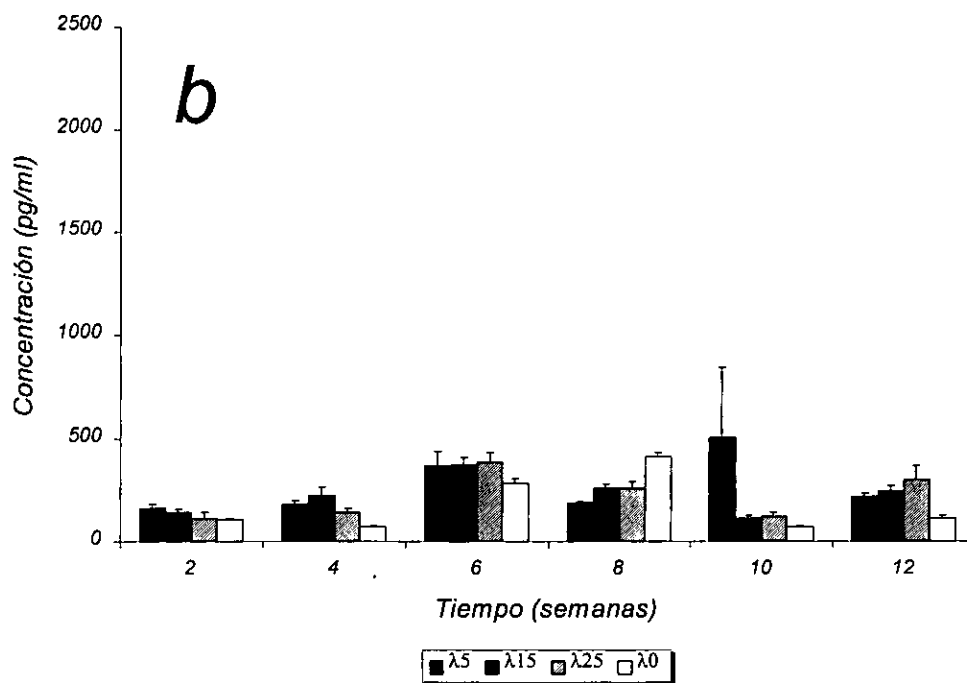 b
Concentración (pg/ml)
2500
2000
1500
1000
500
0
2 4 6 8 10 12
Tiempo (semanas)
λ5 λ15 λ25 λ0